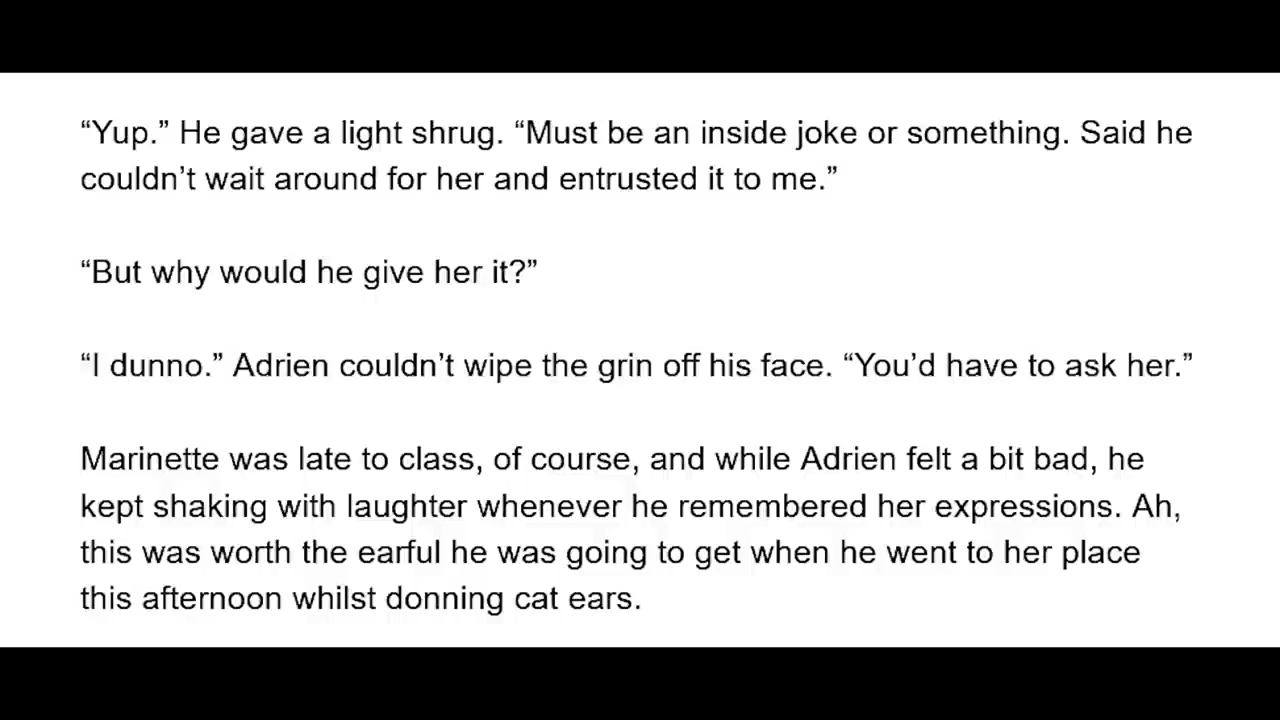 “Yup.” He gave a light shrug. “Must be an inside joke or something. Said he
couldn’t wait around for her and entrusted it to me.”
“But why would he give her it?”
“I dunno.” Adrien couldn’t wipe the grin off his face. “You’d have to ask her.”
Marinette was late to class, of course, and while Adrien felt a bit bad, he
kept shaking with laughter whenever he remembered her expressions. Ah,
this was worth the earful he was going to get when he went to her place
this afternoon whilst donning cat ears.